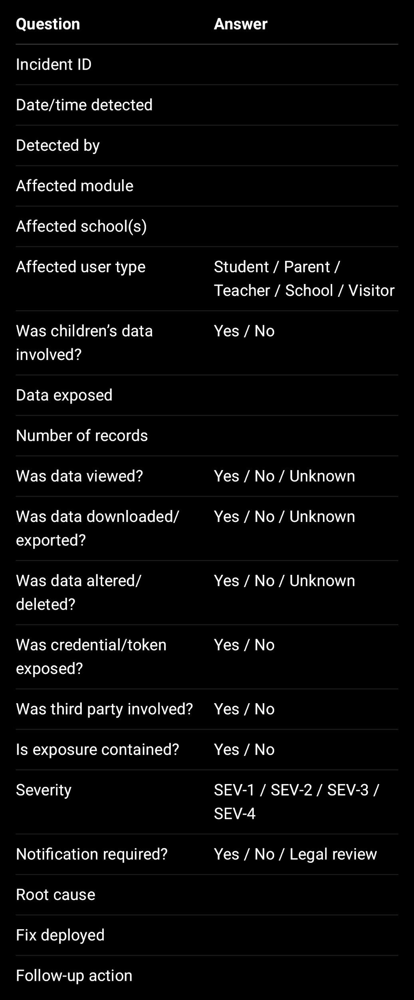 Question Answer
Incident ID
Date/time detected
Detected by
Affected module
Affected school(s)
Affected user type Student / Parent /
Teacher / School / Visitor
Was children’s data Yes / No
involved?
Data exposed
Number of records
Was data viewed? Yes / No / Unknown
Was data downloaded/ Yes / No / Unknown
exported?
Was data altered/ Yes / No / Unknown
deleted?
Was credential/token Yes / No
exposed?
Was third party involved? Yes / No
Is exposure contained? Yes / No
Severity SEV-1 / SEV-2 / SEV-3 /
SEV-4
Notification required? Yes / No / Legal review
Root cause
Fix deployed
Follow-up action